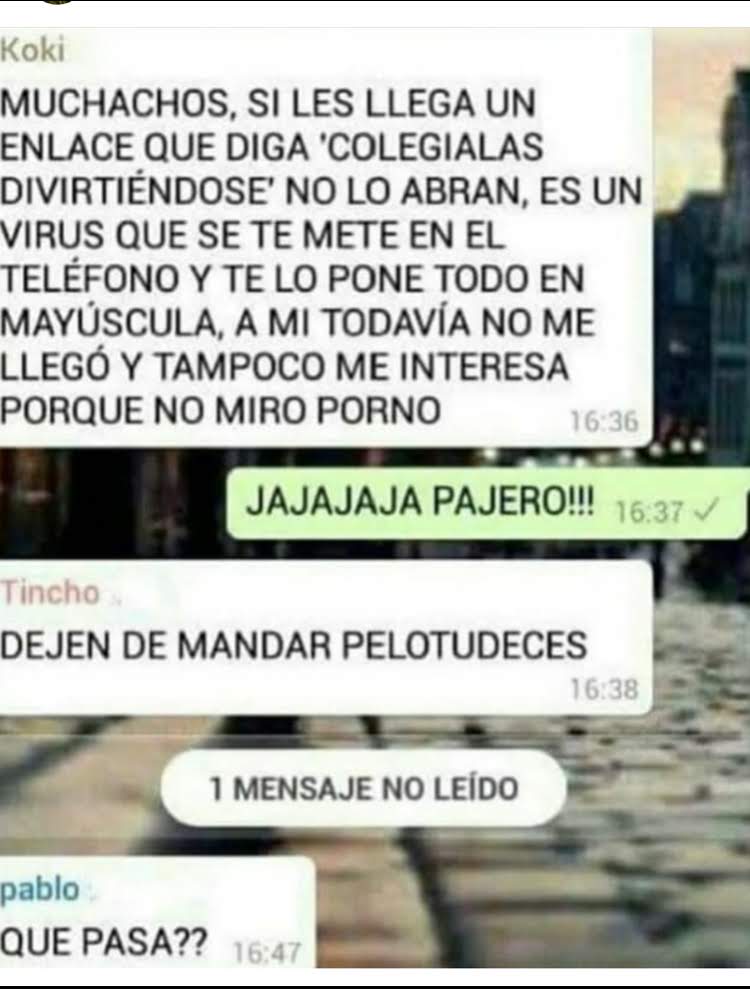 Koki
MUCHACHOS, SI LES LLEGA UN
ENLACE QUE DIGA 'COLEGIALAS
DIVIRTIÉNDOSE' NO LO ABRAN, ES UN
VIRUS QUE SE TE METE EN EL
TELÉFONO Y TE LO PONE TODO EN
MAYÚSCULA, A MI TODAVÍA NO ME
LLEGÓ Y TAMPOCO ME INTERESA
PORQUE NO MIRO PORNO 16:36
JAJAJAJA PAJERO!!! 16:37
Tincho
DEJEN DE MANDAR PELOTUDECES
16:38
1 MENSAJE NO LEÍDO
pablo
QUE PASA?? 16:47